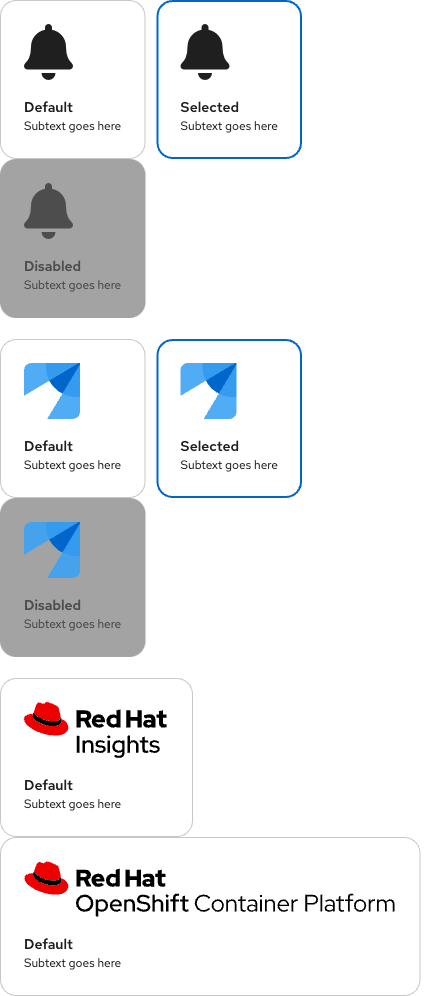 Default
Subtext goes here
Selected
Subtext goes here
Disabled
Subtext goes here
Default
Subtext goes here
Selected
Subtext goes here
Disabled
Subtext goes here
Red Hat
Insights
Default
Subtext goes here
Red Hat
OpenShift Container Platform
Default
Subtext goes here